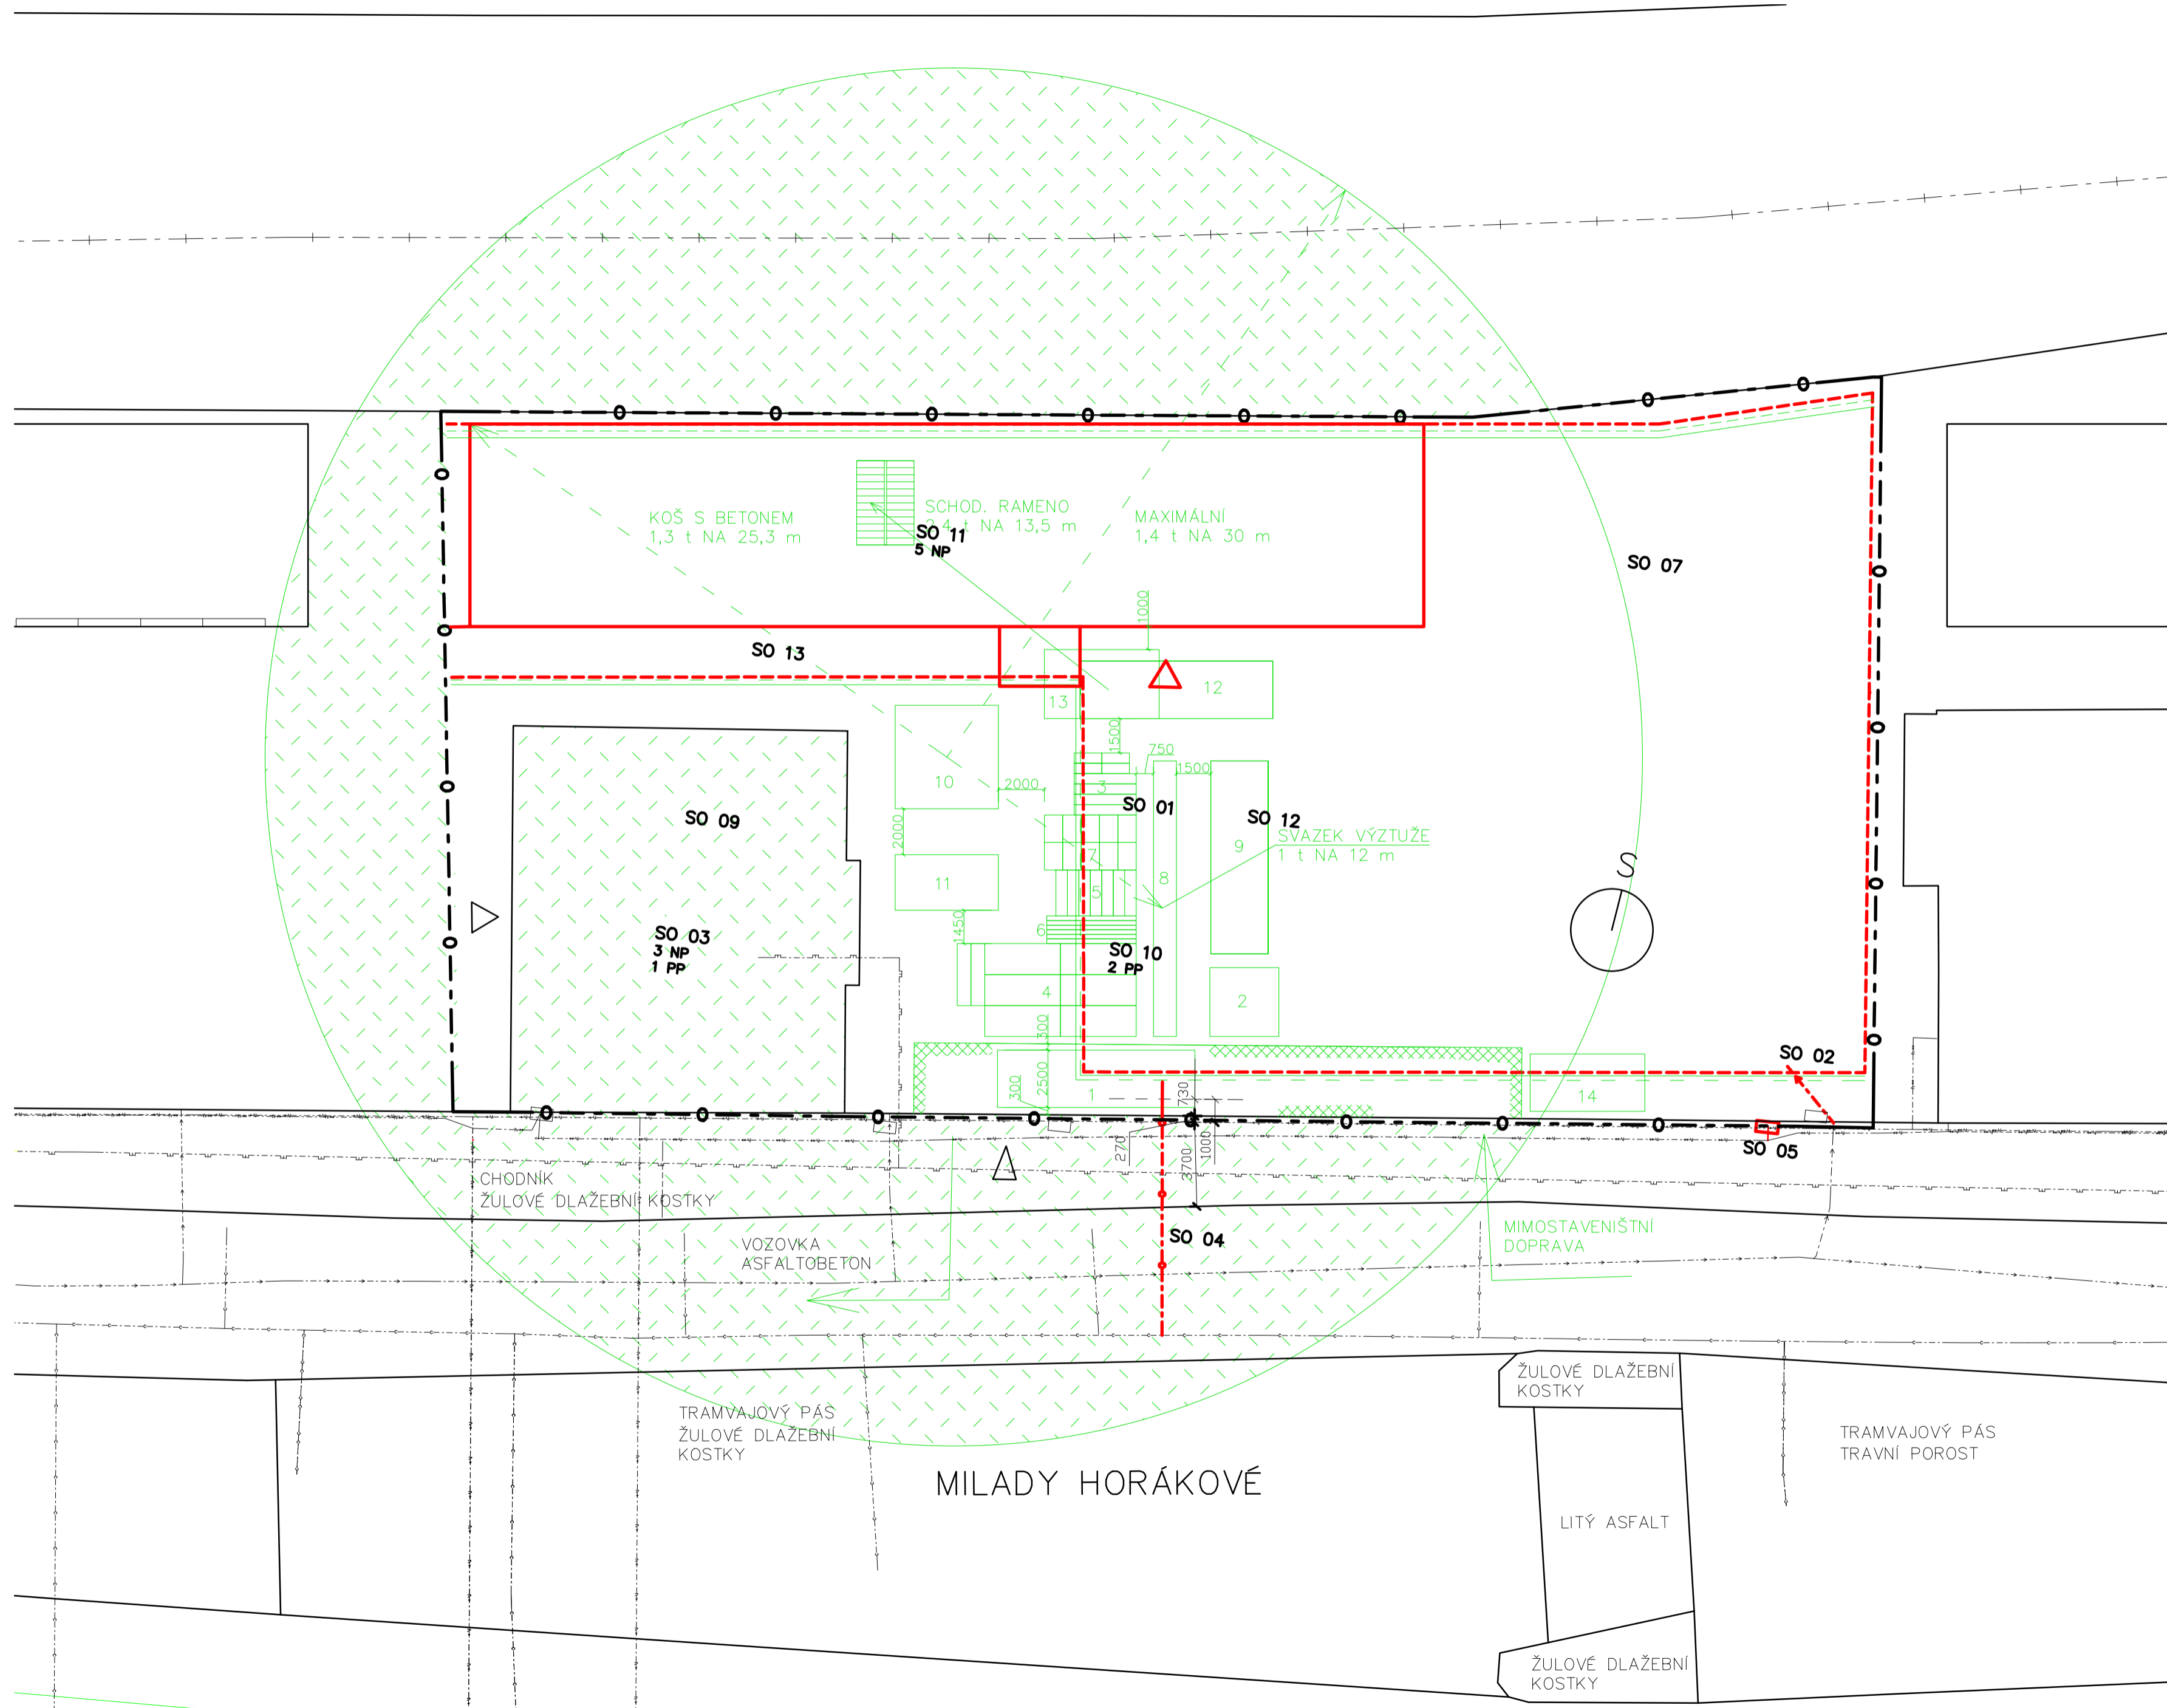 KOŠ S BETONEM
1,3 t NA 25,3 m
SCHOD. RAMENO
2,4 t NA 13,5 m
SO 11
5 NP
MAXIMÁLNÍ
1,4 t NA 30 m
SO 07
1000
SO 13
12
13
1500
750
1500
10
2000
3
SO 01
SO 09
SO 12
2000
SVAZEK VÝZTUŽE
1 t NA 12 m
7
9
S
11
8
5
1450
6
SO 03
3 NP
1 PP
SO 10
2 PP
4
2
300
SO 02
300
2500
1
730
14
270
3700
1000
SO 05
CHODNÍK
ŽULOVÉ DLAŽEBNÍ KOSTKY
VOZOVKA
ASFALTOBETON
SO 04
MIMOSTAVENIŠTNÍ
DOPRAVA
ŽULOVÉ DLAŽEBNÍ
KOSTKY
TRAMVAJOVÝ PÁS
ŽULOVÉ DLAŽEBNÍ
KOSTKY
TRAMVAJOVÝ PÁS
TRAVNÍ POROST
MILADY HORÁKOVÉ
LITÝ ASFALT
ŽULOVÉ DLAŽEBNÍ
KOSTKY